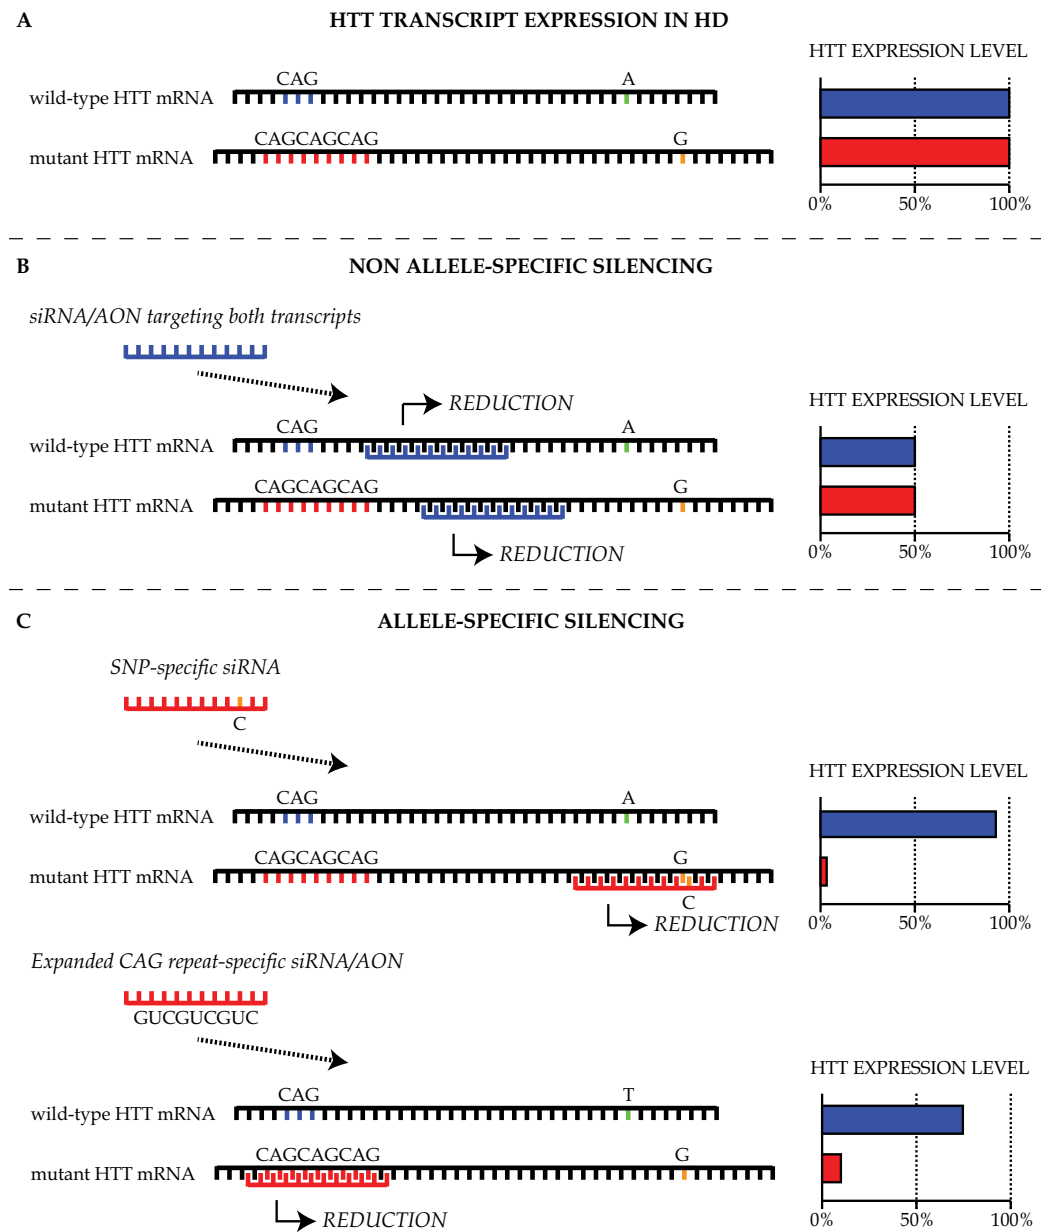 A
HTT TRANSCRIPT EXPRESSION IN HD
HTT EXPRESSION LEVEL
CAG A
wild-type HTT mRNA
CAGCAGCAG G
mutant HTT mRNA
0% 50% 100%
B
NON ALLELE-SPECIFIC SILENCING
siRNA/AON targeting both transcripts
HTT EXPRESSION LEVEL
REDUCTION
CAG A
wild-type HTT mRNA
CAGCAGCAG G
mutant HTT mRNA
REDUCTION
0% 50% 100%
C
ALLELE-SPECIFIC SILENCING
SNP-specific siRNA
C
HTT EXPRESSION LEVEL
CAG A
wild-type HTT mRNA
CAGCAGCAG G
mutant HTT mRNA
C
REDUCTION
0% 50% 100%
Expanded CAG repeat-specific siRNA/AON
GUCGUCGUC
HTT EXPRESSION LEVEL
CAG T
wild-type HTT mRNA
CAGCAGCAG G
mutant HTT mRNA
REDUCTION
0% 50% 100%